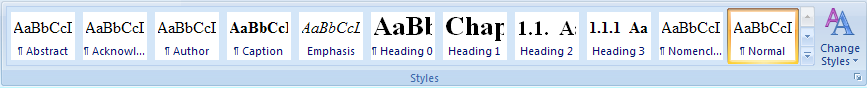 AaBbCcI AaBbCcI AaBbCcI AaBbCcI AaBbCcI AaBb Chap 1.1. A 1.1.1 Aa AaBbCcI AaBbCcI
¶ Abstract ¶ Acknowl... ¶ Author ¶ Caption Emphasis ¶ Heading 0 Heading 1 Heading 2 Heading 3 ¶ Nomencl... ¶ Normal Change Styles
Styles